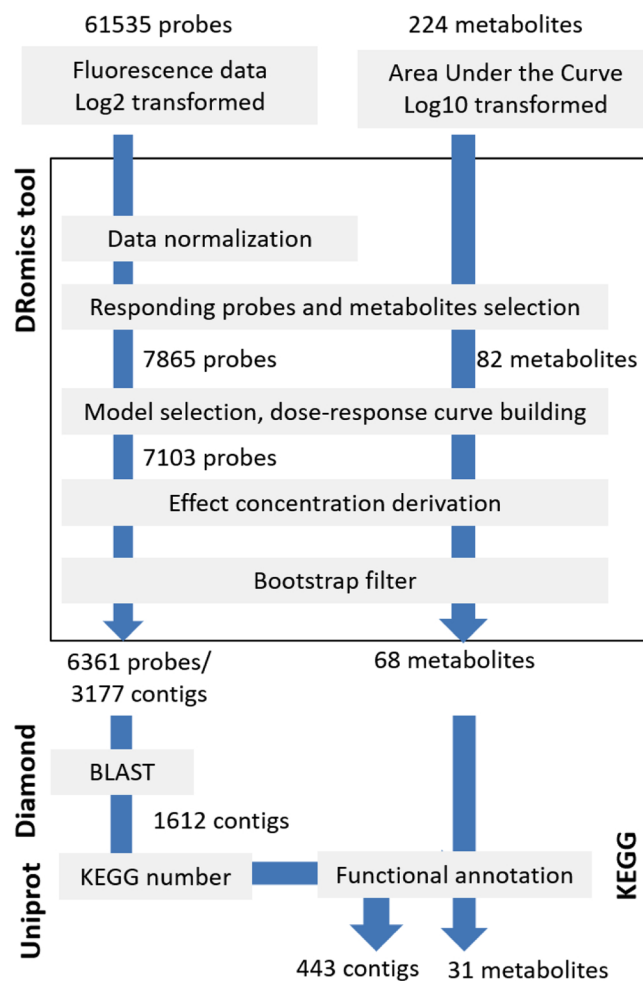 61535 probes
224 metabolites
Fluorescence data
Log2 transformed
Area Under the Curve
Log10 transformed
DRomics tool
Data normalization
Responding probes and metabolites selection
7865 probes
82 metabolites
Model selection, dose-response curve building
7103 probes
Effect concentration derivation
Bootstrap filter
6361 probes/
3177 contigs
68 metabolites
Diamond
BLAST
1612 contigs
Uniprot
KEGG number
Functional annotation
KEGG
443 contigs
31 metabolites